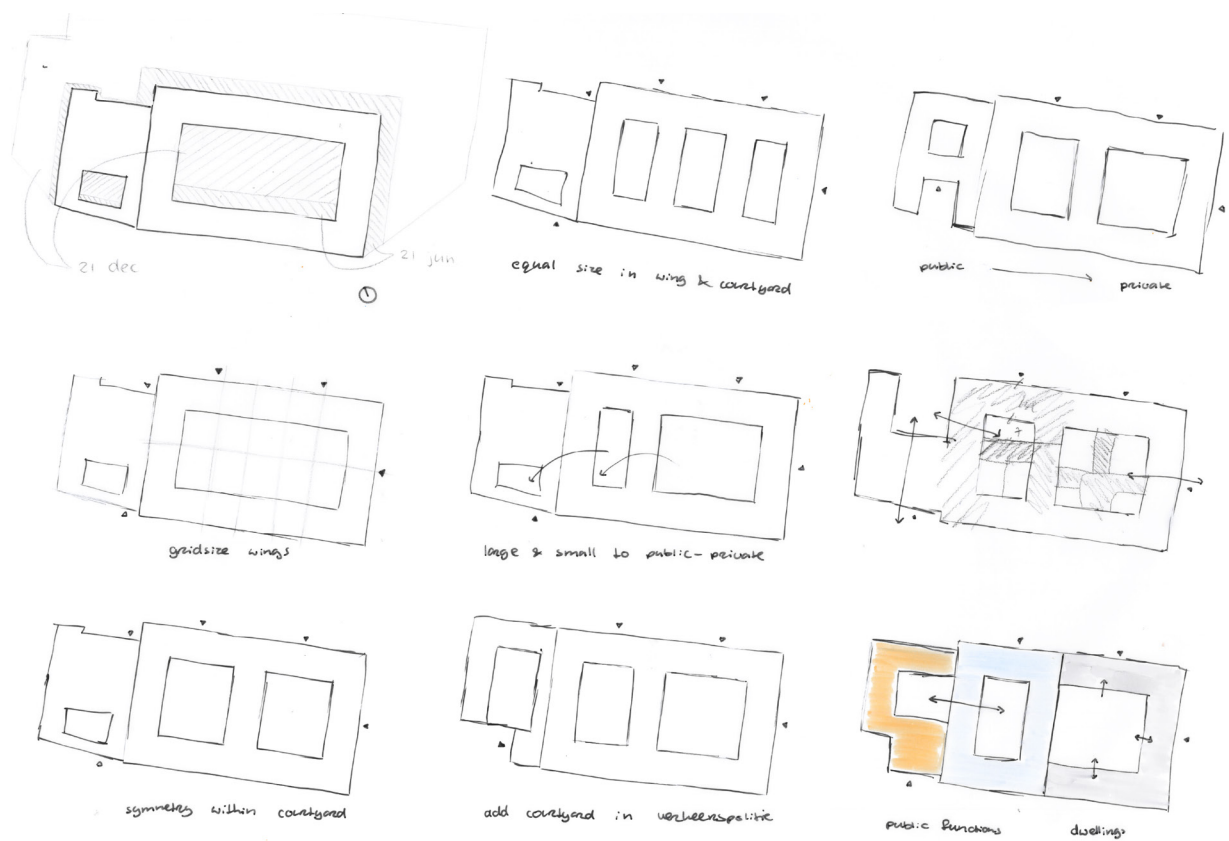 21 dec
21 jun
equal size in wing & courtyard
public
private
gridsize wings
large & small to public-private
symmetry within courtyard
add courtyard in verkeerspolitie
public functions
dwellings